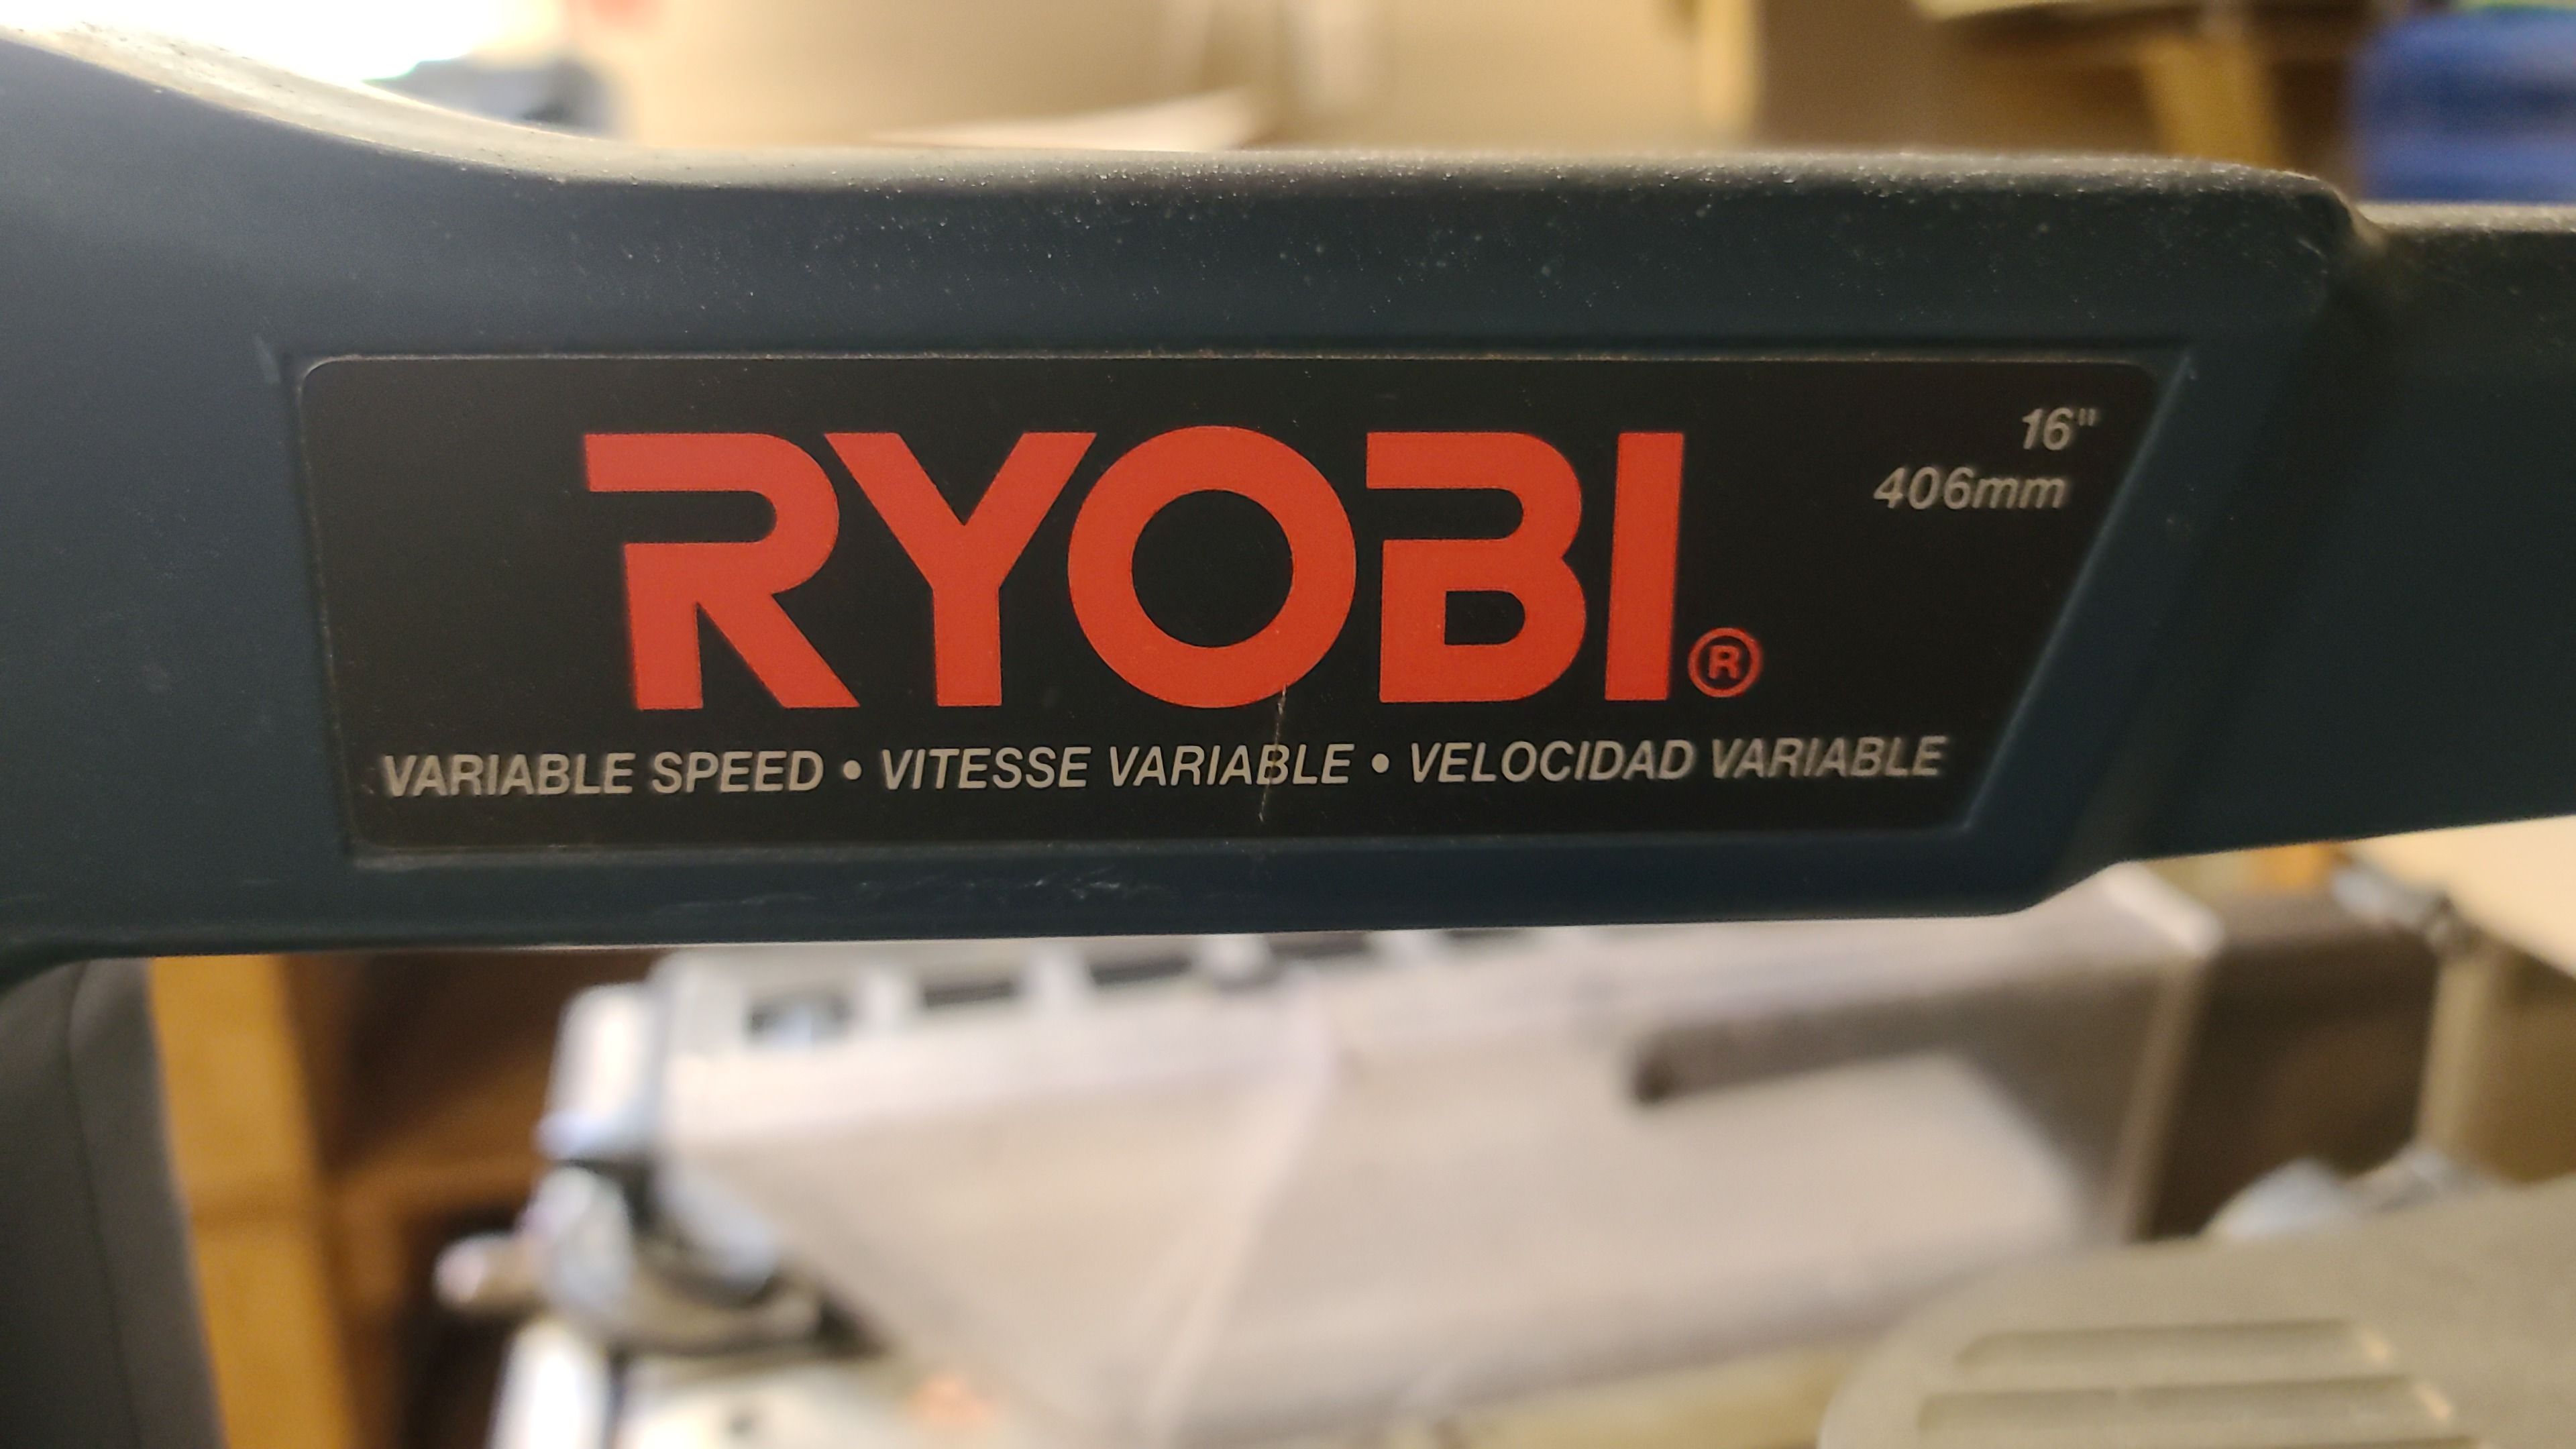 RYOBI®
16"
406mm
VARIABLE SPEED • VITESSE VARIABLE • VELOCIDAD VARIABLE